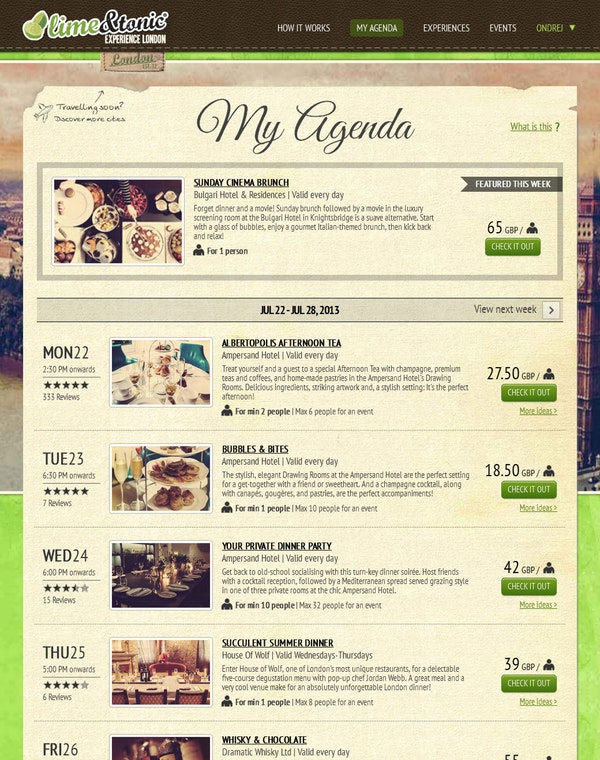 lime&tonic
EXPERIENCE LONDON
London
HOW IT WORKS
MY AGENDA
EXPERIENCES
EVENTS
ONDREJ
Travelling soon?
Discover more cities
My Agenda
What is this ?
SUNDAY CINEMA BRUNCH
Bulgari Hotel & Residences | Valid every day
Forget dinner and a movie! Sunday brunch followed by a movie in the luxury
screening room at the Bulgari Hotel in Knightsbridge is a suave alternative. Start
with a glass of bubbles, enjoy a gourmet Italian-themed brunch, then kick back
and relax!
For 1 person
FEATURED THIS WEEK
65 GBP /
CHECK IT OUT
JUL 22 - JUL 28, 2013
View next week
MON22
2:30 PM onwards
333 Reviews
ALBERTOPOLIS AFTERNOON TEA
Ampersand Hotel | Valid every day
Treat yourself and a guest to a special Afternoon Tea with champagne, premium
teas and coffees, and home-made pastries in the Ampersand Hotel's Drawing
Rooms. Delicious ingredients, striking artwork and, a stylish setting: It's the perfect
afternoon!
For min 2 people | Max 6 people for an event
27.50 GBP /
CHECK IT OUT
More Ideas >
TUE23
6:30 PM onwards
7 Reviews
BUBBLES & BITES
Ampersand Hotel | Valid every day
The stylish, elegant Drawing Rooms at the Ampersand Hotel are the perfect setting
for a get-together with a friend or sweetheart. And a champagne cocktail, along
with canapés, gougères, and pastries, are the perfect accompaniments!
For min 1 people | Max 10 people for an event
18.50 GBP /
CHECK IT OUT
More Ideas >
WED24
6:00 PM onwards
15 Reviews
YOUR PRIVATE DINNER PARTY
Ampersand Hotel | Valid every day
Get back to old-school socialising with this turn-key dinner soirée. Host friends
with a cocktail reception, followed by a Mediterranean spread served grazing style
in one of three private rooms at the chic Ampersand Hotel.
For min 10 people | Max 32 people for an event
42 GBP /
CHECK IT OUT
More Ideas >
THU25
5:00 PM onwards
6 Reviews
SUCCULENT SUMMER DINNER
House Of Wolf | Valid Wednesdays-Thursdays
Enter House of Wolf, one of London's most unique restaurants, for a delectable
five-course degustation menu with pop-up chef Jordan Webb. A great meal and a
very cool venue make for an absolutely unforgettable London dinner!
For min 1 people | Max 8 people for an event
39 GBP /
CHECK IT OUT
More Ideas >
FRI26
WHISKY & CHOCOLATE
Dramatic Whisky Ltd | Valid every day